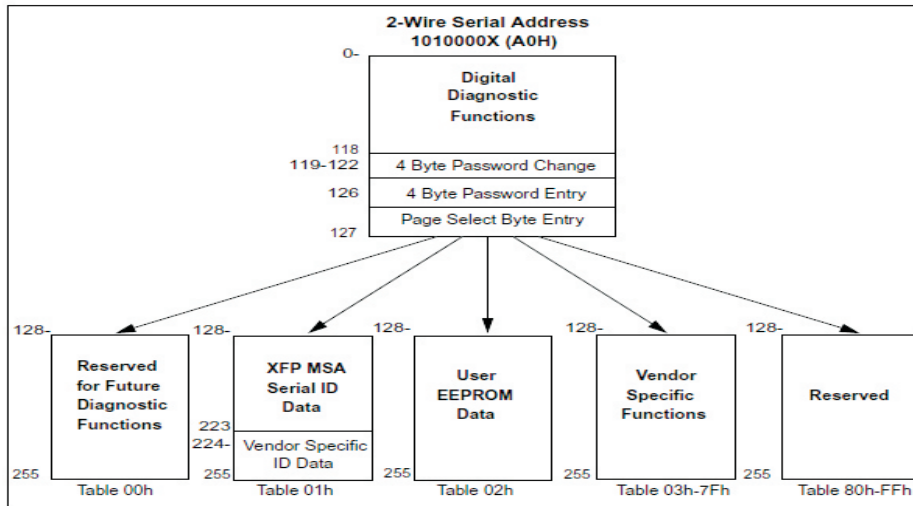 2-Wire Serial Address
1010000X (A0H)
0-
Digital
Diagnostic
Functions
118
119-122
4 Byte Password Change
126
4 Byte Password Entry
Page Select Byte Entry
127
128-
Reserved
for Future
Diagnostic
Functions
255
Table 00h
128-
XFP MSA
Serial ID
Data
223
224-
Vendor Specific
ID Data
255
Table 01h
128-
User
EEPROM
Data
255
Table 02h
128-
Vendor
Specific
Functions
255
Table 03h-7Fh
128-
Reserved
255
Table 80h-FFh